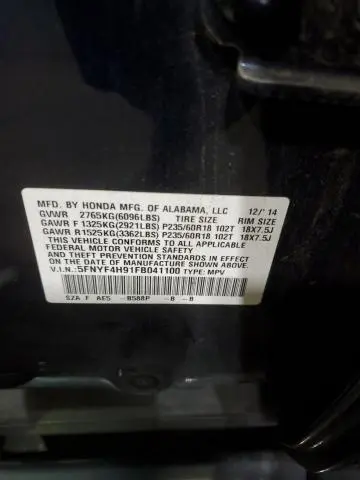 MFD. BY HONDA MFG. OF ALABAMA, LLC 12/'14
GVWR 2765KG(6096LBS) TIRE SIZE RIM SIZE
GAWR F 1325KG(2921LBS) P235/60R18 102T 18X7.5J
GAWR R 1525KG(3362LBS) P235/60R18 102T 18X7.5J
THIS VEHICLE CONFORMS TO ALL APPLICABLE
FEDERAL MOTOR VEHICLE SAFETY
AND THEFT PREVENTION STANDARDS IN EFFECT ON THE
DATE OF MANUFACTURE SHOWN ABOVE.
V.I.N.: 5FNYF4H91FB041100 TYPE: MPV
SZA F AE5 -B588P -B -B